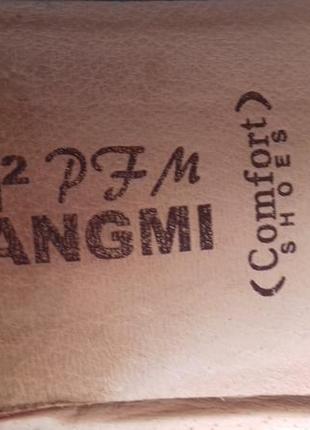 ² PFM
ANGMI
(Comfort)
SHOES